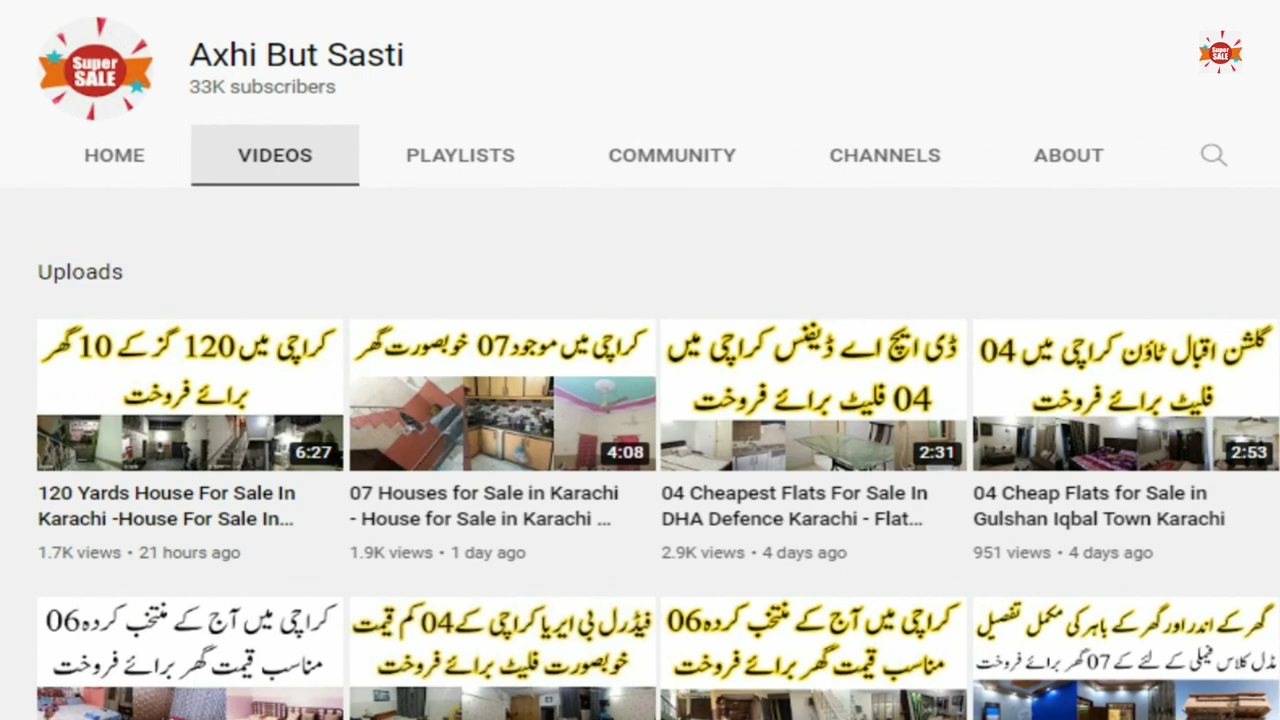 Super
SALE
Axhi But Sasti
33K subscribers
Super
SALE
HOME VIDEOS PLAYLISTS COMMUNITY CHANNELS ABOUT
Uploads
کراچی میں 120 گز کے 10 گھر
برائے فروخت
6:27
120 Yards House For Sale In
Karachi -House For Sale In...
1.7K views • 21 hours ago
کراچی میں موجود 07 خوبصورت گھر
4:08
07 Houses for Sale in Karachi
- House for Sale in Karachi ...
1.9K views • 1 day ago
ڈی ایچ اے ڈیفنس کراچی میں
04 فلیٹ برائے فروخت
2:31
04 Cheapest Flats For Sale In
DHA Defence Karachi - Flat...
2.9K views • 4 days ago
گلشن اقبال ٹاؤن کراچی میں 04
فلیٹ برائے فروخت
2:53
04 Cheap Flats for Sale in
Gulshan Iqbal Town Karachi
951 views • 4 days ago
کراچی میں آج کے منتخب کردہ 06
مناسب قیمت گھر برائے فروخت
فیڈرل بی ایریا کراچی کے 04 کم قیمت
خوبصورت فلیٹ برائے فروخت
کراچی میں آج کے منتخب کردہ 06
مناسب قیمت گھر برائے فروخت
گھر کے اندر اور گھر کے باہر کی مکمل تفصیل
مڈل کلاس فیملی کے لئے کے 07 گھر برائے فروخت